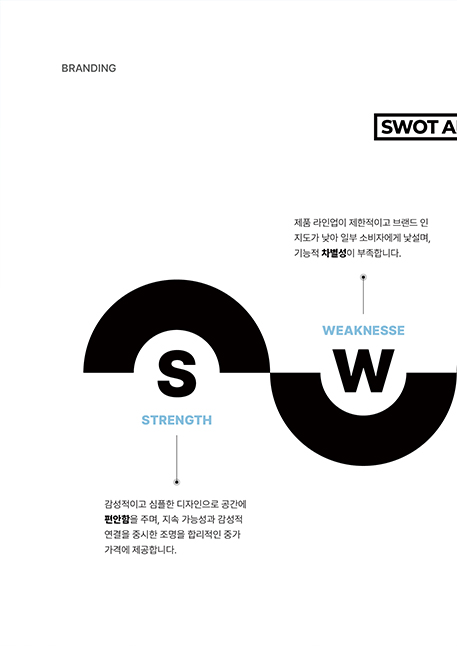 BRANDING
SWOT A
제품 라인업이 제한적이고 브랜드 인
지도가 낮아 일부 소비자에게 낯설며,
기능적 차별성이 부족합니다.
WEAKNESSE
S
W
STRENGTH
감성적이고 심플한 디자인으로 공간에
편안함을 주며, 지속 가능성과 감성적
연결을 중시한 조명을 합리적인 중가
가격에 제공합니다.